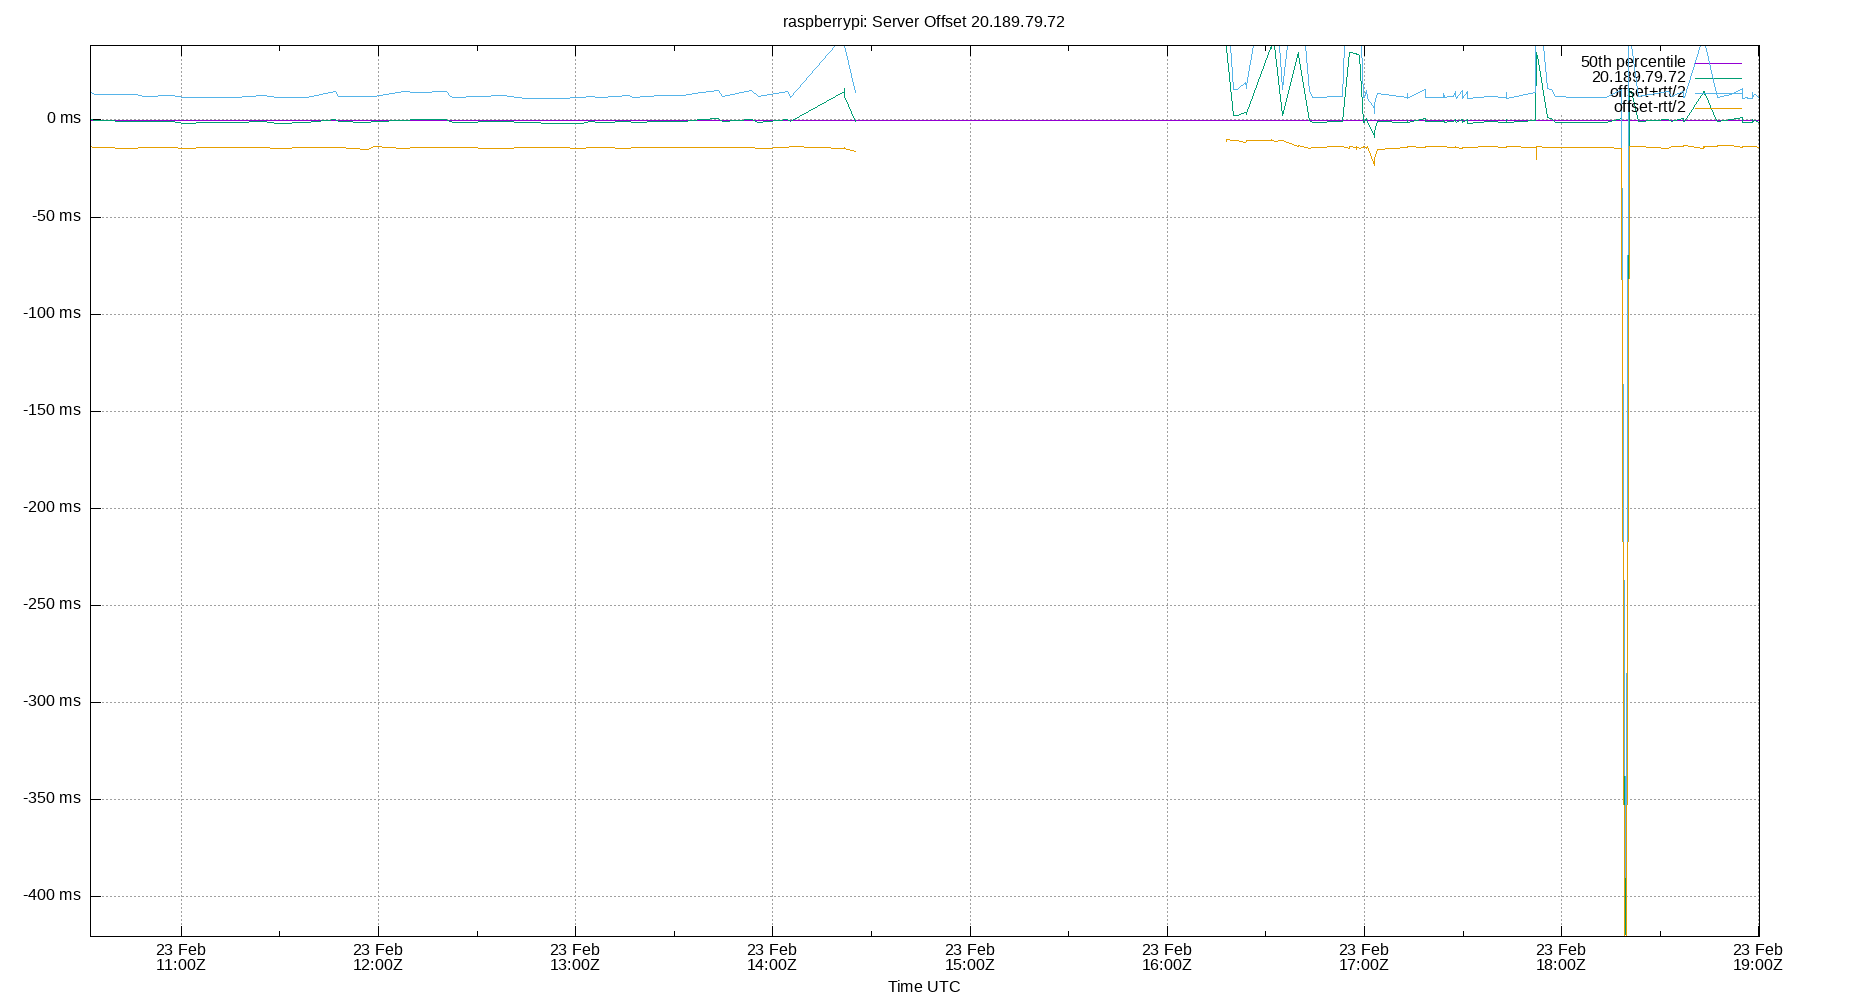 raspberrypi: Server Offset 20.189.79.72
50th percentile
20.189.79.72
offset+rtt/2
offset-rtt/2
0 ms
-50 ms
-100 ms
-150 ms
-200 ms
-250 ms
-300 ms
-350 ms
-400 ms
23 Feb 23 Feb 23 Feb 23 Feb 23 Feb 23 Feb 23 Feb 23 Feb 23 Feb
11:00Z 12:00Z 13:00Z 14:00Z 15:00Z 16:00Z 17:00Z 18:00Z 19:00Z
Time UTC